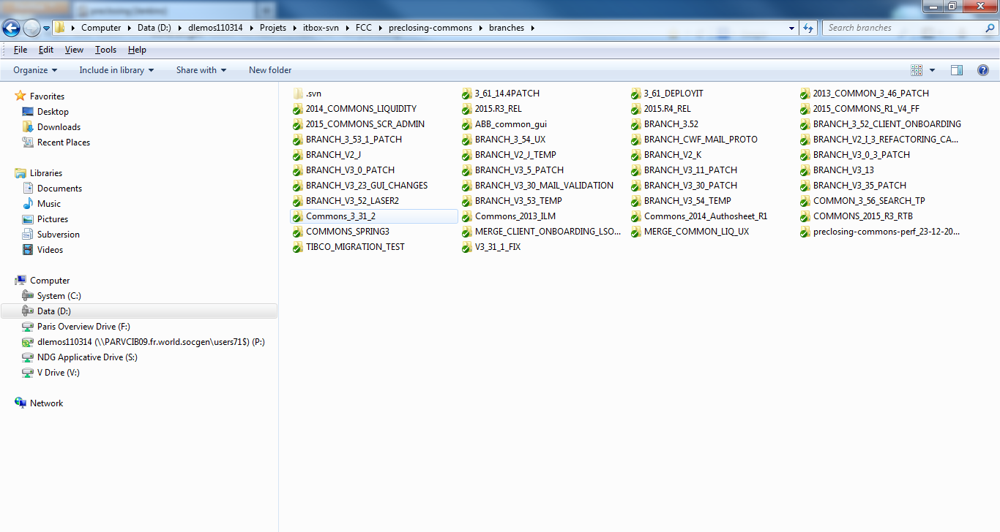 preclosing [Jenkins]
Computer Data (D:) dlemos110314 Projets itbox-svn FCC preclosing-commons branches
Search branches
File Edit View Tools Help
Organize Include in library Share with New folder
Favorites
Desktop
Downloads
Recent Places
Libraries
Documents
Music
Pictures
Subversion
Videos
Computer
System (C:)
Data (D:)
Paris Overview Drive (F:)
dlemos110314 (\\PARVCIB09.fr.world.socgen\users71$) (P:)
NDG Applicative Drive (S:)
V Drive (V:)
Network
.svn 3_61_14.4PATCH 3_61_DEPLOYIT 2013_COMMON_3_46_PATCH
2014_COMMONS_LIQUIDITY 2015.R3_REL 2015.R4_REL 2015_COMMONS_R1_V4_FF
2015_COMMONS_SCR_ADMIN ABB_common_gui BRANCH_3.52 BRANCH_3_52_CLIENT_ONBOARDING
BRANCH_3_53_1_PATCH BRANCH_3_54_UX BRANCH_CWF_MAIL_PROTO BRANCH_V2_I_3_REFACTORING_CA...
BRANCH_V2_J BRANCH_V2_J_TEMP BRANCH_V2_K BRANCH_V3_0_3_PATCH
BRANCH_V3_0_PATCH BRANCH_V3_5_PATCH BRANCH_V3_11_PATCH BRANCH_V3_13
BRANCH_V3_23_GUI_CHANGES BRANCH_V3_30_MAIL_VALIDATION BRANCH_V3_30_PATCH BRANCH_V3_35_PATCH
BRANCH_V3_52_LASER2 BRANCH_V3_53_TEMP BRANCH_V3_54_TEMP COMMON_3_56_SEARCH_TP
Commons_3_31_2 Commons_2013_ILM Commons_2014_Authosheet_R1 COMMONS_2015_R3_RTB
COMMONS_SPRING3 MERGE_CLIENT_ONBOARDING_LSO... MERGE_COMMON_LIQ_UX preclosing-commons-perf_23-12-20...
TIBCO_MIGRATION_TEST V3_31_1_FIX